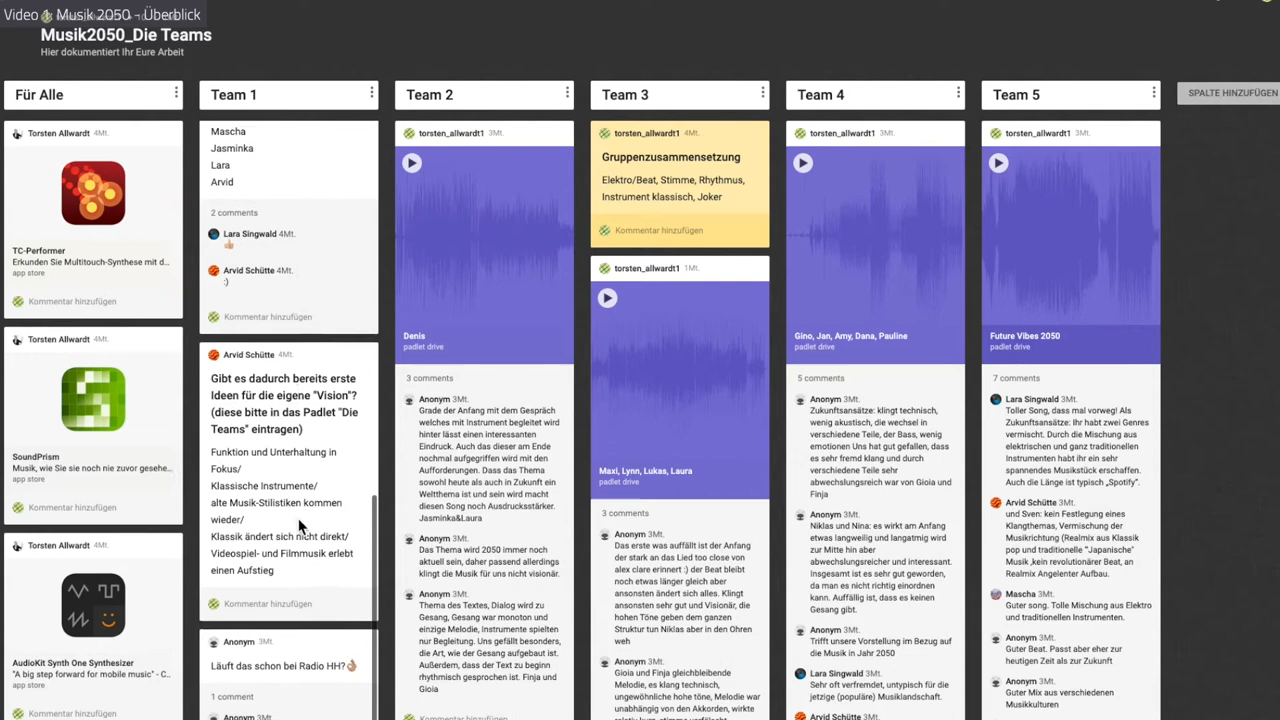 Video 1: Musik 2050 - Überblick
Musik2050_Die Teams
Hier dokumentiert Ihr Eure Arbeit
Für Alle
Torsten Allwardt 4Mt.
TC-Performer
Erkunden Sie Multitouch-Synthese mit d...
app store
Kommentar hinzufügen
Torsten Allwardt 4Mt.
SoundPrism
Musik, wie Sie sie noch nie zuvor gesehe...
app store
Kommentar hinzufügen
Torsten Allwardt 4Mt.
AudioKit Synth One Synthesizer
"A big step forward for mobile music" - C...
app store
Kommentar hinzufügen
Team 1
Mascha
Jasminka
Lara
Arvid
2 comments
Lara Singwald 4Mt.
👍🏼
Arvid Schütte 4Mt.
:)
Kommentar hinzufügen
Arvid Schütte 4Mt.
Gibt es dadurch bereits erste
Ideen für die eigene "Vision"?
(diese bitte in das Padlet "Die
Teams" eintragen)
Funktion und Unterhaltung in
Fokus/
Klassische Instrumente/
alte Musik-Stilistiken kommen
wieder/
Klassik ändert sich nicht direkt/
Videospiel- und Filmmusik erlebt
einen Aufstieg
Kommentar hinzufügen
Anonym 3Mt.
Läuft das schon bei Radio HH?👌🏽
1 comment
Anonym 3Mt.
Team 2
torsten_allwardt1 3Mt.
Denis
padlet drive
3 comments
Anonym 3Mt.
Grade der Anfang mit dem Gespräch
welches mit Instrument begleitet wird
hinter lässt einen interessanten
Eindruck. Auch das dieser am Ende
nochmal aufgegriffen wird mit den
Aufforderungen. Dass das Thema
sowohl heute als auch in Zukunft ein
Weltthema ist und sein wird macht
diesen Song noch Ausdrucksstärker.
Jasminka&Laura
Anonym 3Mt.
Das Thema wird 2050 immer noch
aktuell sein, daher passend allerdings
klingt die Musik für uns nicht visionär.
Anonym 3Mt.
Thema des Textes, Dialog wird zu
Gesang, Gesang war monoton und
einzige Melodie, Instrumente spielten
nur Begleitung. Uns gefällt besonders,
die Art, wie der Gesang aufgebaut ist.
Außerdem, dass der Text zu beginn
rhythmisch gesprochen ist. Finja und
Gioia
Kommentar hinzufügen
Team 3
torsten_allwardt1 4Mt.
Gruppenzusammensetzung
Elektro/Beat, Stimme, Rhythmus,
Instrument klassisch, Joker
Kommentar hinzufügen
torsten_allwardt1 1Mt.
Maxi, Lynn, Lukas, Laura
padlet drive
3 comments
Anonym 3Mt.
Das erste was auffällt ist der Anfang
der stark an das Lied too close von
alex clare erinnert :) der Beat bleibt
noch etwas länger gleich aber
ansonsten ändert sich alles. Klingt
ansonsten sehr gut und Visionär, die
hohen Töne geben dem ganzen
Struktur tun Niklas aber in den Ohren
weh
Anonym 3Mt.
Gioia und Finja gleichbleibende
Melodie, es klang technisch,
ungewöhnliche hohe töne, Melodie war
unabhängig von den Akkorden, wirkte
relativ kurz, stimme verfälscht
Team 4
torsten_allwardt1 3Mt.
Gino, Jan, Amy, Dana, Pauline
padlet drive
5 comments
Anonym 3Mt.
Zukunftsansätze: klingt technisch,
wenig akustisch, die wechsel in
verschiedene Teile, der Bass, wenig
emotionen Uns hat gut gefallen, dass
es sehr fremd klang und durch
verschiedene Teile sehr
abwechslungsreich war von Gioia und
Finja
Anonym 3Mt.
Niklas und Nina: es wirkt am Anfang
etwas langweilig und langatmig wird
zur Mitte hin aber
abwechselungsreicher und interessant.
Insgesamt ist es sehr gut geworden,
da man es nicht richtig einordnen
kann. Auffällig ist, dass es keinen
Gesang gibt.
Anonym 3Mt.
Trifft unsere Vorstellung im Bezug auf
die Musik in Jahr 2050
Lara Singwald 3Mt.
Sehr oft verfremdet, untypisch für die
jetzige (populäre) Musiklandschaft.
Arvid Schütte 3Mt.
Team 5
torsten_allwardt1 3Mt.
Future Vibes 2050
padlet drive
7 comments
Lara Singwald 3Mt.
Toller Song, dass mal vorweg! Als
Zukunftsansätze: Ihr habt zwei Genres
vermischt. Durch die Mischung aus
elektrischen und ganz traditionellen
Instrumenten habt ihr ein sehr
spannendes Musikstück erschaffen.
Auch die Länge ist typisch „Spotify".
Arvid Schütte 3Mt.
und Sven: kein Festlegung eines
Klangthemas, Vermischung der
Musikrichtung (Realmix aus Klassik
pop und traditionelle "Japanische"
Musik ,kein revolutionärer Beat, an
Realmix Angelenter Aufbau.
Mascha 3Mt.
Guter song. Tolle Mischung aus Elektro
und traditionellen Instrumenten.
Anonym 3Mt.
Guter Beat. Passt aber eher zur
heutigen Zeit als zur Zukunft
Anonym 3Mt.
Guter Mix aus verschiedenen
Musikkulturen
SPALTE HINZUFÜGEN